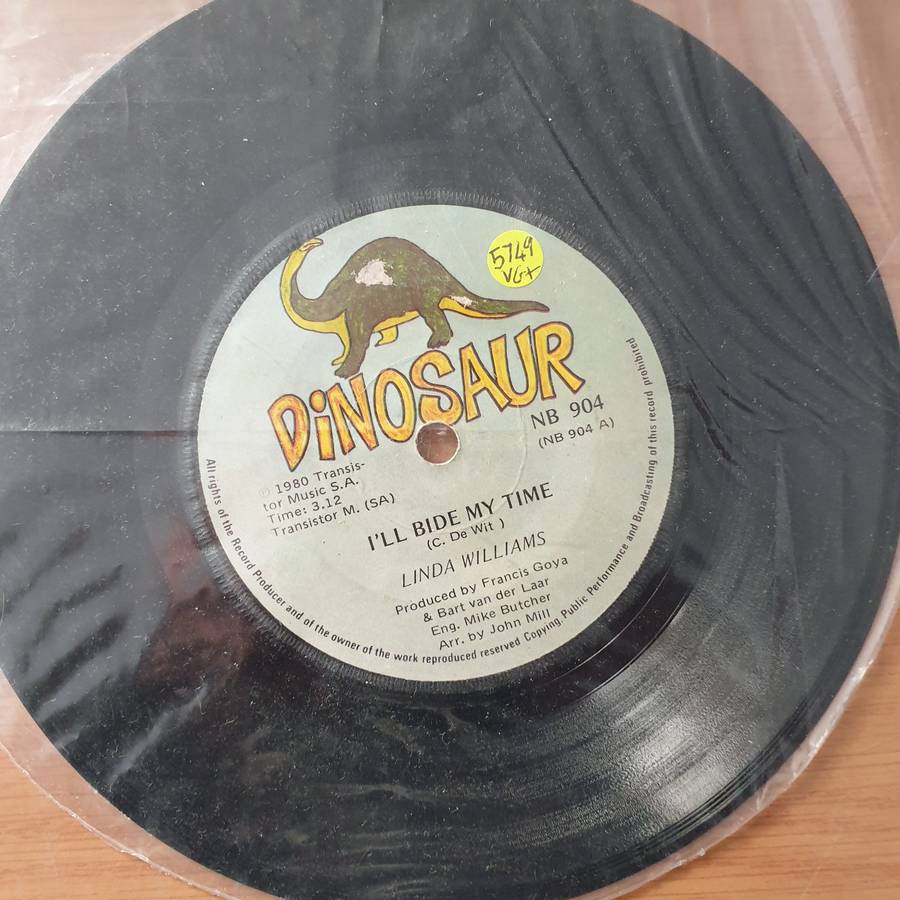 5749
VG+
DiNOSAUR
NB 904
(NB 904 A)
℗ 1980 Transis-
tor Music S.A.
Time: 3.12
Transistor M. (SA)
I'LL BIDE MY TIME
(C. De Wit )
LINDA WILLIAMS
Produced by Francis Goya
& Bart van der Laar
Eng. Mike Butcher
Arr. by John Mill
All rights of the Record Producer and of the owner of the work reproduced reserved Copying, Public Performance and Broadcasting of this record prohibited